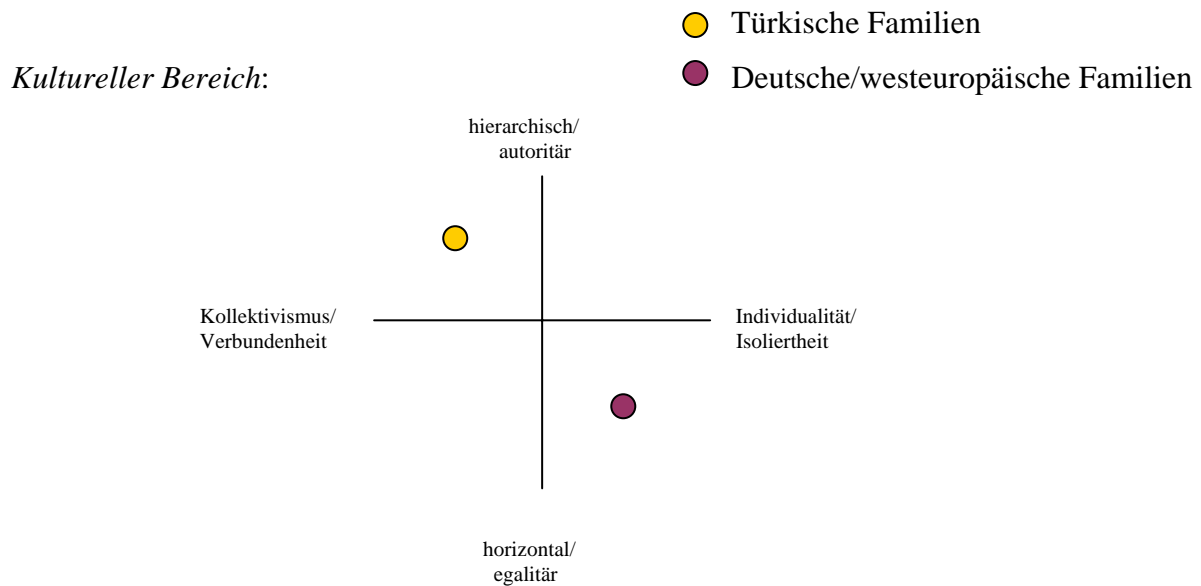 Türkische Familien
Kultureller Bereich:
Deutsche/westeuropäische Familien
hierarchisch/
autoritär
Kollektivismus/
Verbundenheit
Individualität/
Isoliertheit
horizontal/
egalitär